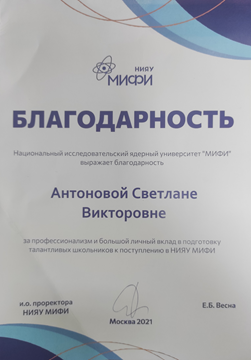 НИЯУ
МИФИ
БЛАГОДАРНОСТЬ
Национальный исследовательский ядерный университет "МИФИ"
выражает благодарность
Антоновой Светлане
Викторовне
за профессионализм и большой личный вклад в подготовку
талантливых школьников к поступлению в НИЯУ МИФИ
и.о. проректора
НИЯУ МИФИ
Е.Б. Весна
Москва 2021